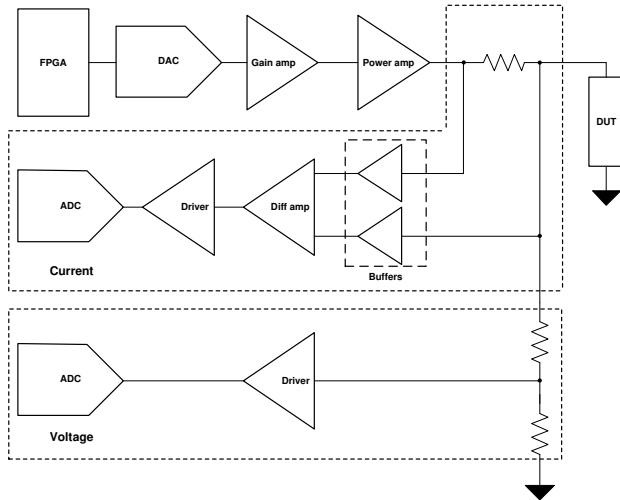 FPGA
DAC
Gain amp
Power amp
DUT
ADC
Driver
Diff amp
Current
Buffers
ADC
Driver
Voltage